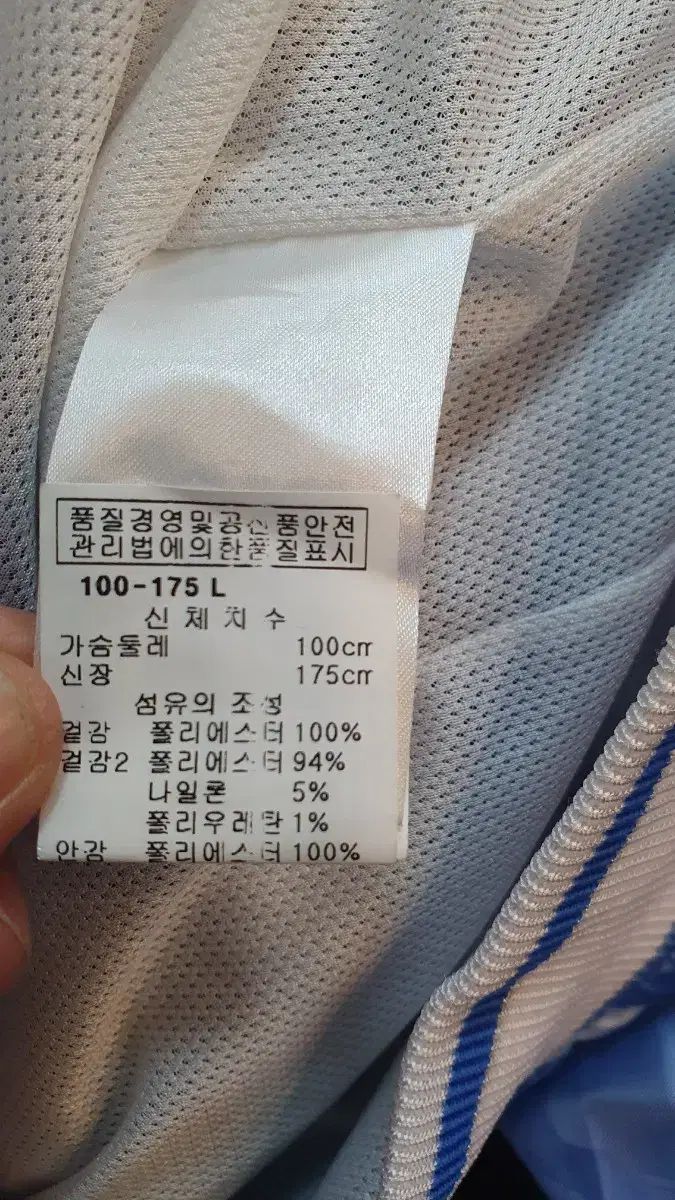 품질경영및공산품안전
관리법에의한품질표시
100-175 L
신 체 치 수
가슴둘레 100cm
신장 175cm
섬유의 조성
겉감 폴리에스터 100%
겉감2 폴리에스터 94%
나일론 5%
폴리우레탄 1%
안감 폴리에스터 100%